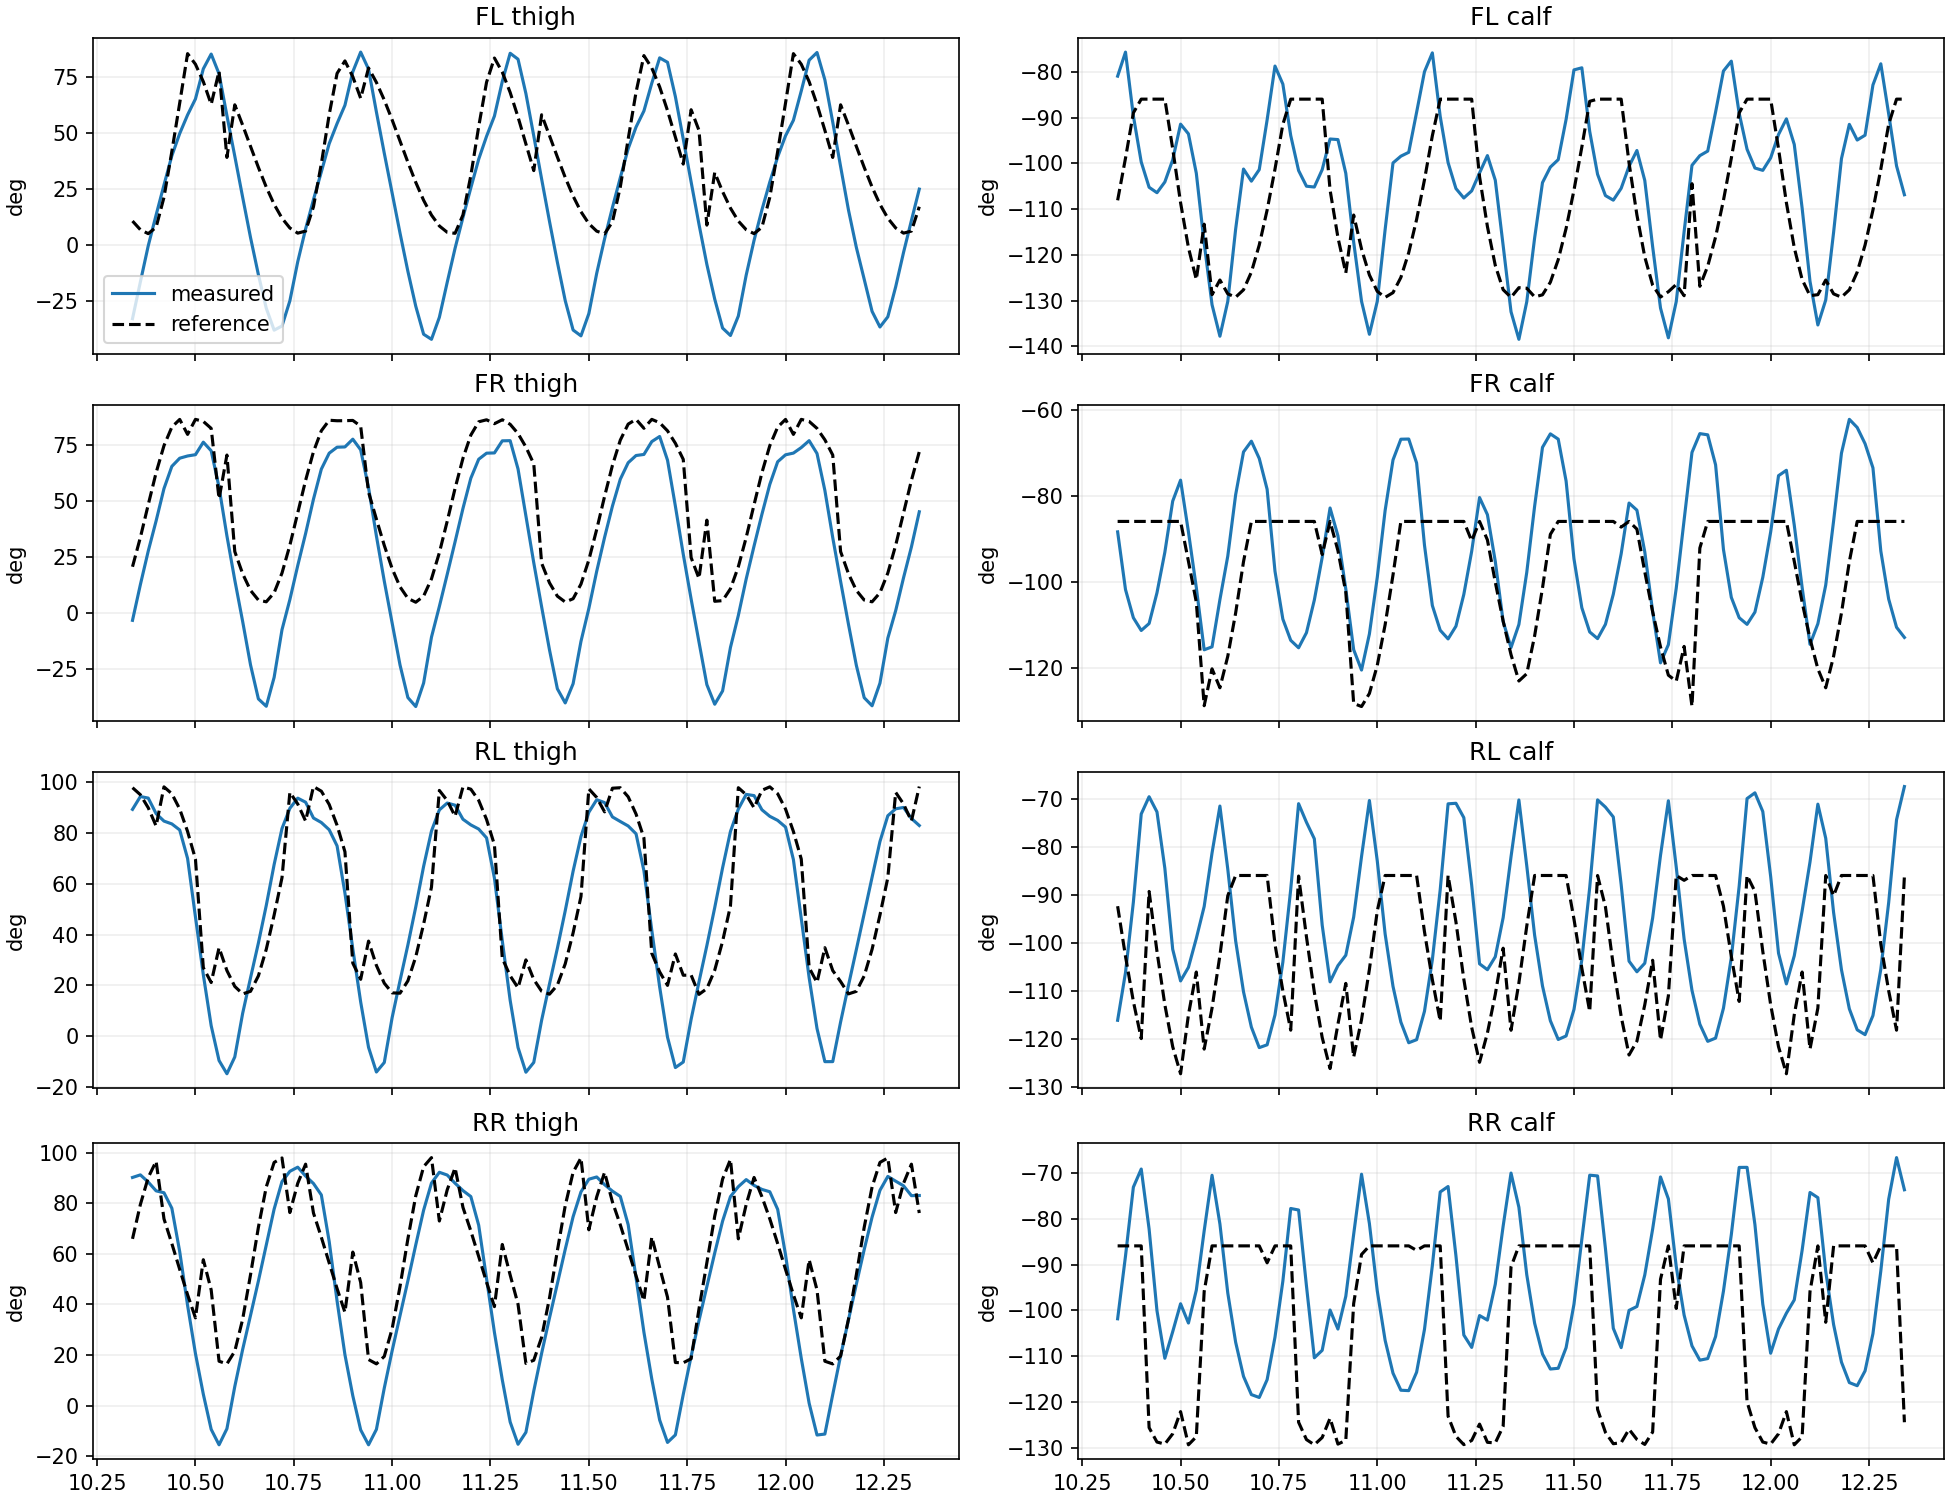 FL thigh
75
50
25
0
−25
deg
measured
reference
FL calf
−80
−90
−100
−110
−120
−130
−140
deg
FR thigh
75
50
25
0
−25
deg
FR calf
−60
−80
−100
−120
deg
RL thigh
100
80
60
40
20
0
−20
deg
RL calf
−70
−80
−90
−100
−110
−120
−130
deg
RR thigh
100
80
60
40
20
0
−20
deg
10.25 10.50 10.75 11.00 11.25 11.50 11.75 12.00 12.25
RR calf
−70
−80
−90
−100
−110
−120
−130
deg
10.25 10.50 10.75 11.00 11.25 11.50 11.75 12.00 12.25